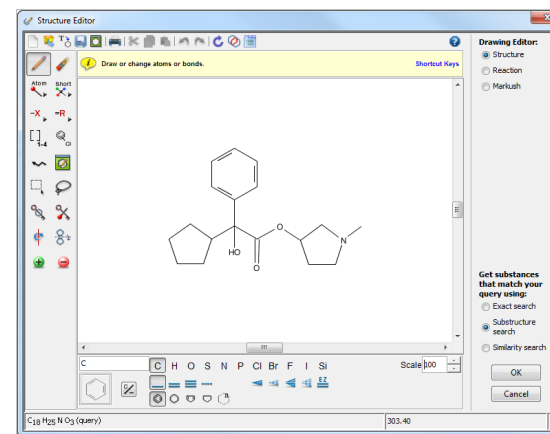 Structure Editor
Draw or change atoms or bonds.
Shortcut Keys
Drawing Editor:
Structure
Reaction
Markush
Atom
Short
-X
=R
[ ]
1-4
Cl
HO
O
O
N
Get substances
that match your
query using:
Exact search
Substructure
search
Similarity search
OK
Cancel
C
C H O S N P Cl Br F I Si
Scale 100
EZ
C18 H25 N O3 (query)
303.40